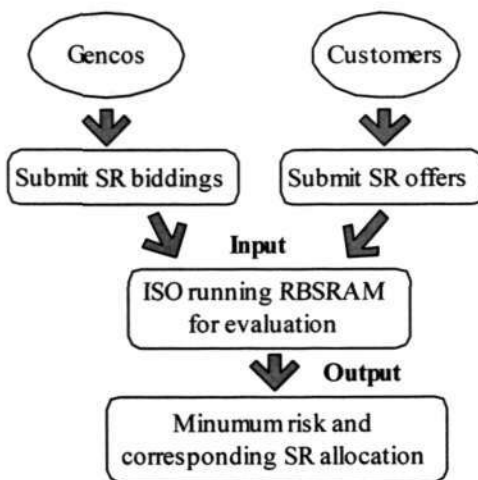 Gencos
Customers
Submit SR biddings
Submit SR offers
Input
ISO running RBSRAM
for evaluation
Output
Minumum risk and
corresponding SR allocation